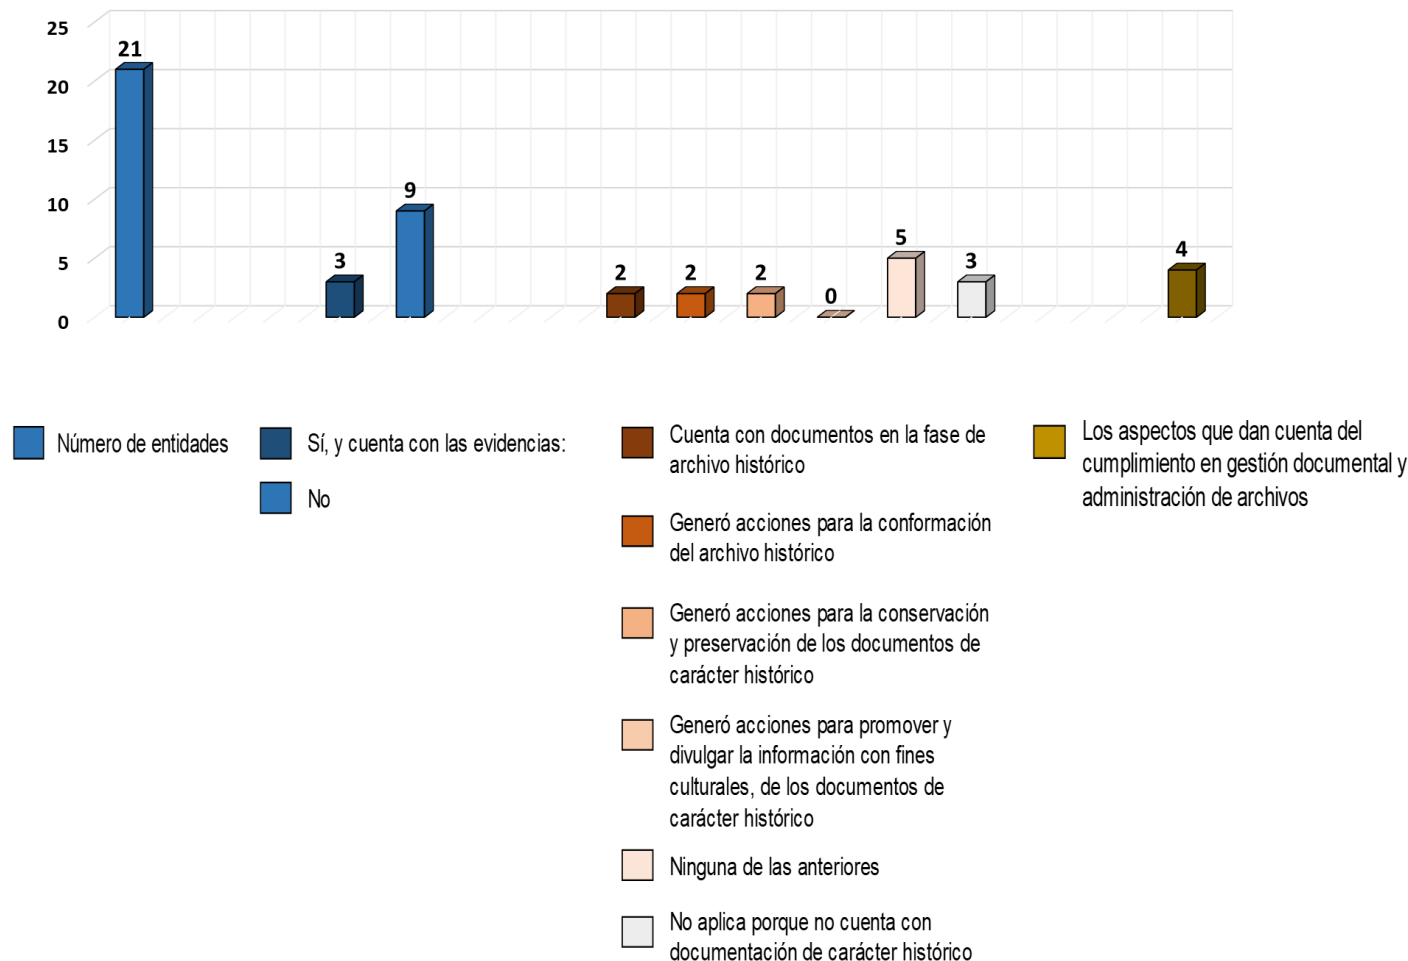 25
20
15
10
5
0
21
3
9
2
2
2
0
5
3
4
Número de entidades
Sí, y cuenta con las evidencias:
No
Cuenta con documentos en la fase de
archivo histórico
Generó acciones para la conformación
del archivo histórico
Generó acciones para la conservación
y preservación de los documentos de
carácter histórico
Generó acciones para promover y
divulgar la información con fines
culturales, de los documentos de
carácter histórico
Ninguna de las anteriores
No aplica porque no cuenta con
documentación de carácter histórico
Los aspectos que dan cuenta del
cumplimiento en gestión documental y
administración de archivos